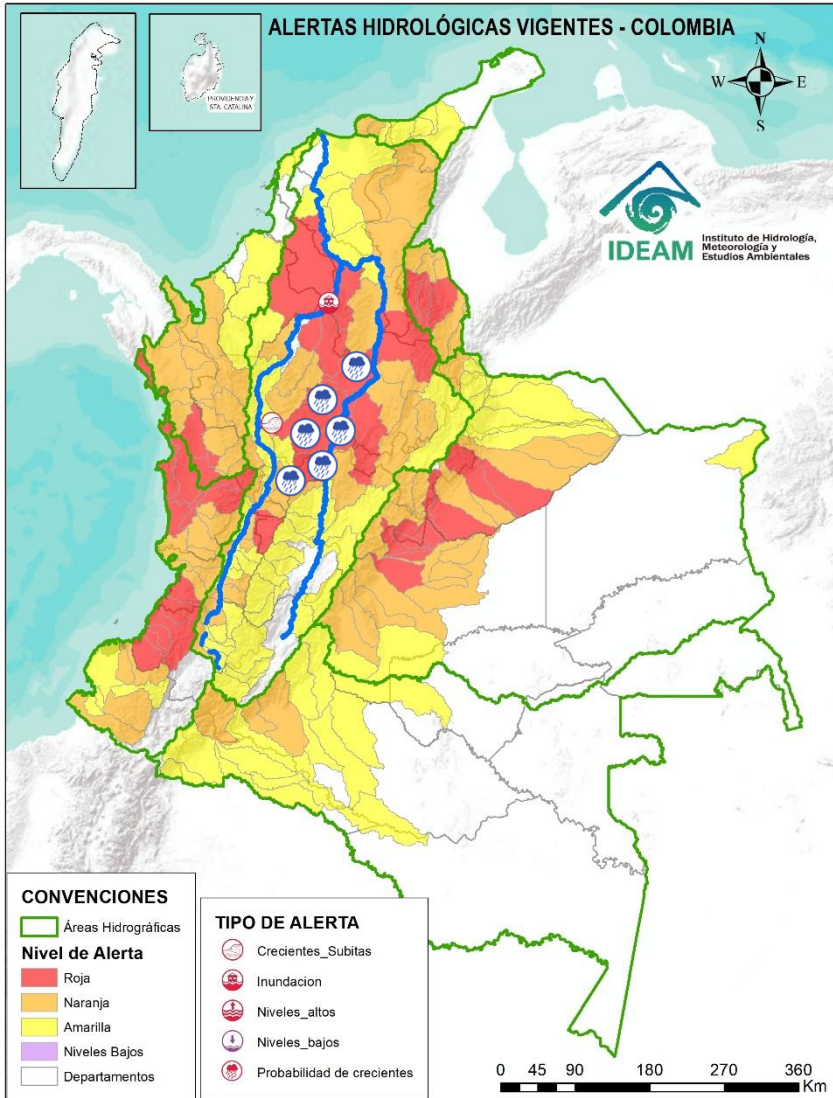 ALERTAS HIDROLÓGICAS VIGENTES - COLOMBIA
PROVIDENCIA Y
STA. CATALINA
N
W
E
S
IDEAM
Instituto de Hidrología,
Meteorología y
Estudios Ambientales
CONVENCIONES
Áreas Hidrográficas
Nivel de Alerta
Roja
Naranja
Amarilla
Niveles Bajos
Departamentos
TIPO DE ALERTA
Crecientes_Subitas
Inundacion
Niveles_altos
Niveles_bajos
Probabilidad de crecientes
0 45 90 180 270 360
Km